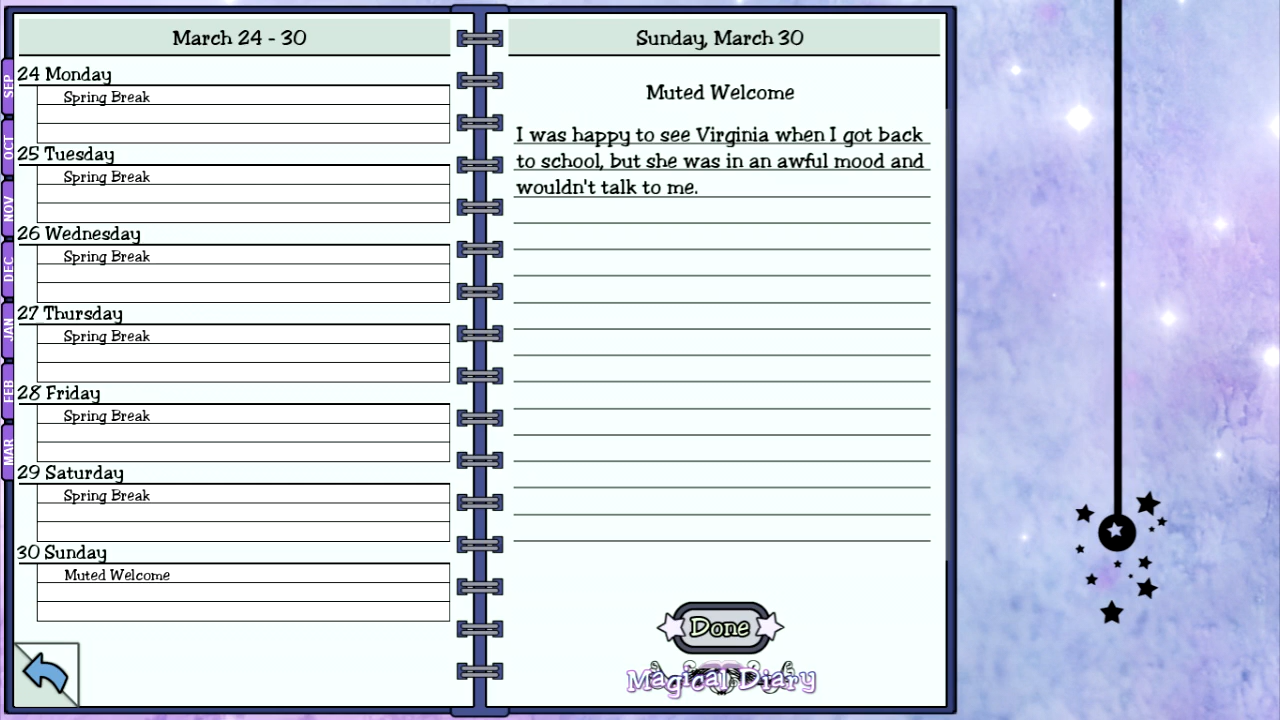 March 24 - 30
24 Monday
Spring Break
25 Tuesday
Spring Break
26 Wednesday
Spring Break
27 Thursday
Spring Break
28 Friday
Spring Break
29 Saturday
Spring Break
30 Sunday
Muted Welcome
SEP
OCT
NOV
DEC
JAN
FEB
MAR
Sunday, March 30
Muted Welcome
I was happy to see Virginia when I got back
to school, but she was in an awful mood and
wouldn't talk to me.
Done
Magical Diary